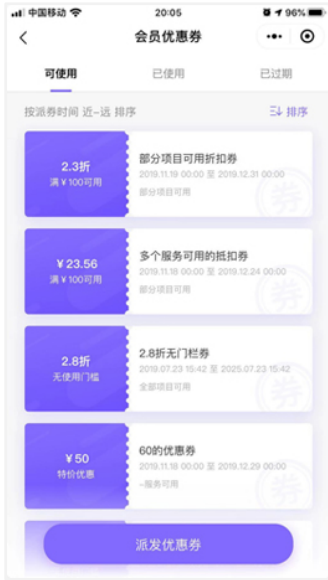 中国移动
20:05
96%
会员优惠券
可使用
已使用
已过期
按派券时间 近-远 排序
排序
2.3折
满￥100可用
部分项目可用折扣券
2019.11.19 00:00 至 2019.12.31 00:00
部分项目可用
券
￥23.56
满￥100可用
多个服务可用的抵扣券
2019.11.18 00:00 至 2019.12.24 00:00
部分项目可用
券
2.8折
无使用门槛
2.8折无门栏券
2019.07.23 15:42 至 2025.07.23 15:42
全部项目可用
券
￥50
特价优惠
60的优惠券
2019.11.18 00:00 至 2019.12.29 00:00
~服务可用
券
派发优惠券